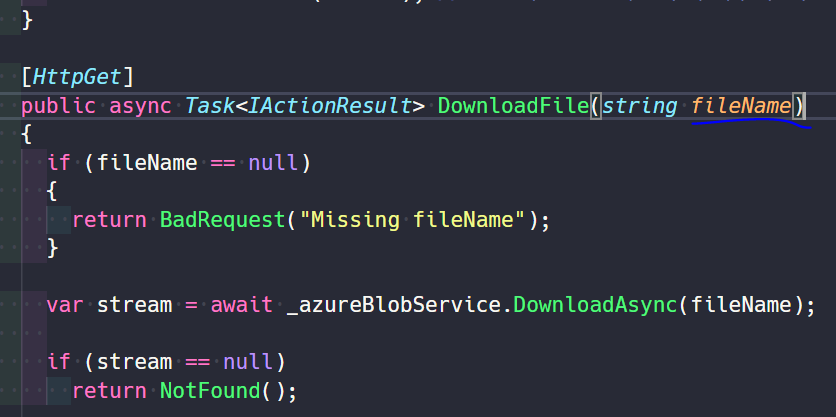 }
[HttpGet]
public async Task<IActionResult> DownloadFile(string fileName)
{
if (fileName == null)
{
return BadRequest("Missing fileName");
}
var stream = await _azureBlobService.DownloadAsync(fileName);
if (stream == null)
return NotFound();